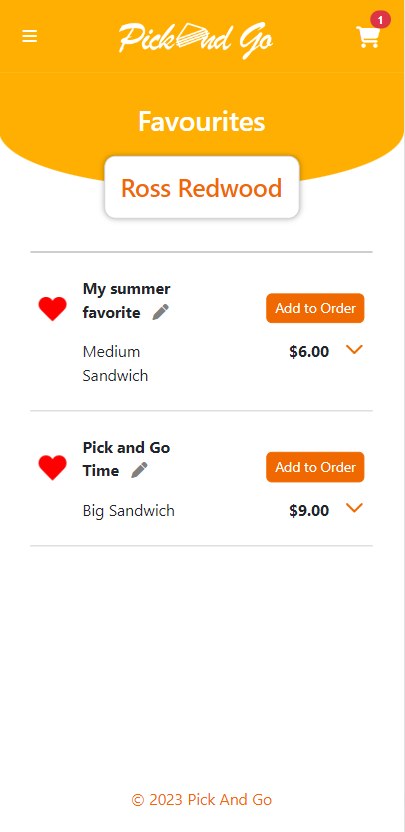 1
Pick And Go
Favourites
Ross Redwood
My summer
favorite
Add to Order
Medium
Sandwich
$6.00
Pick and Go
Time
Add to Order
Big Sandwich
$9.00
© 2023 Pick And Go